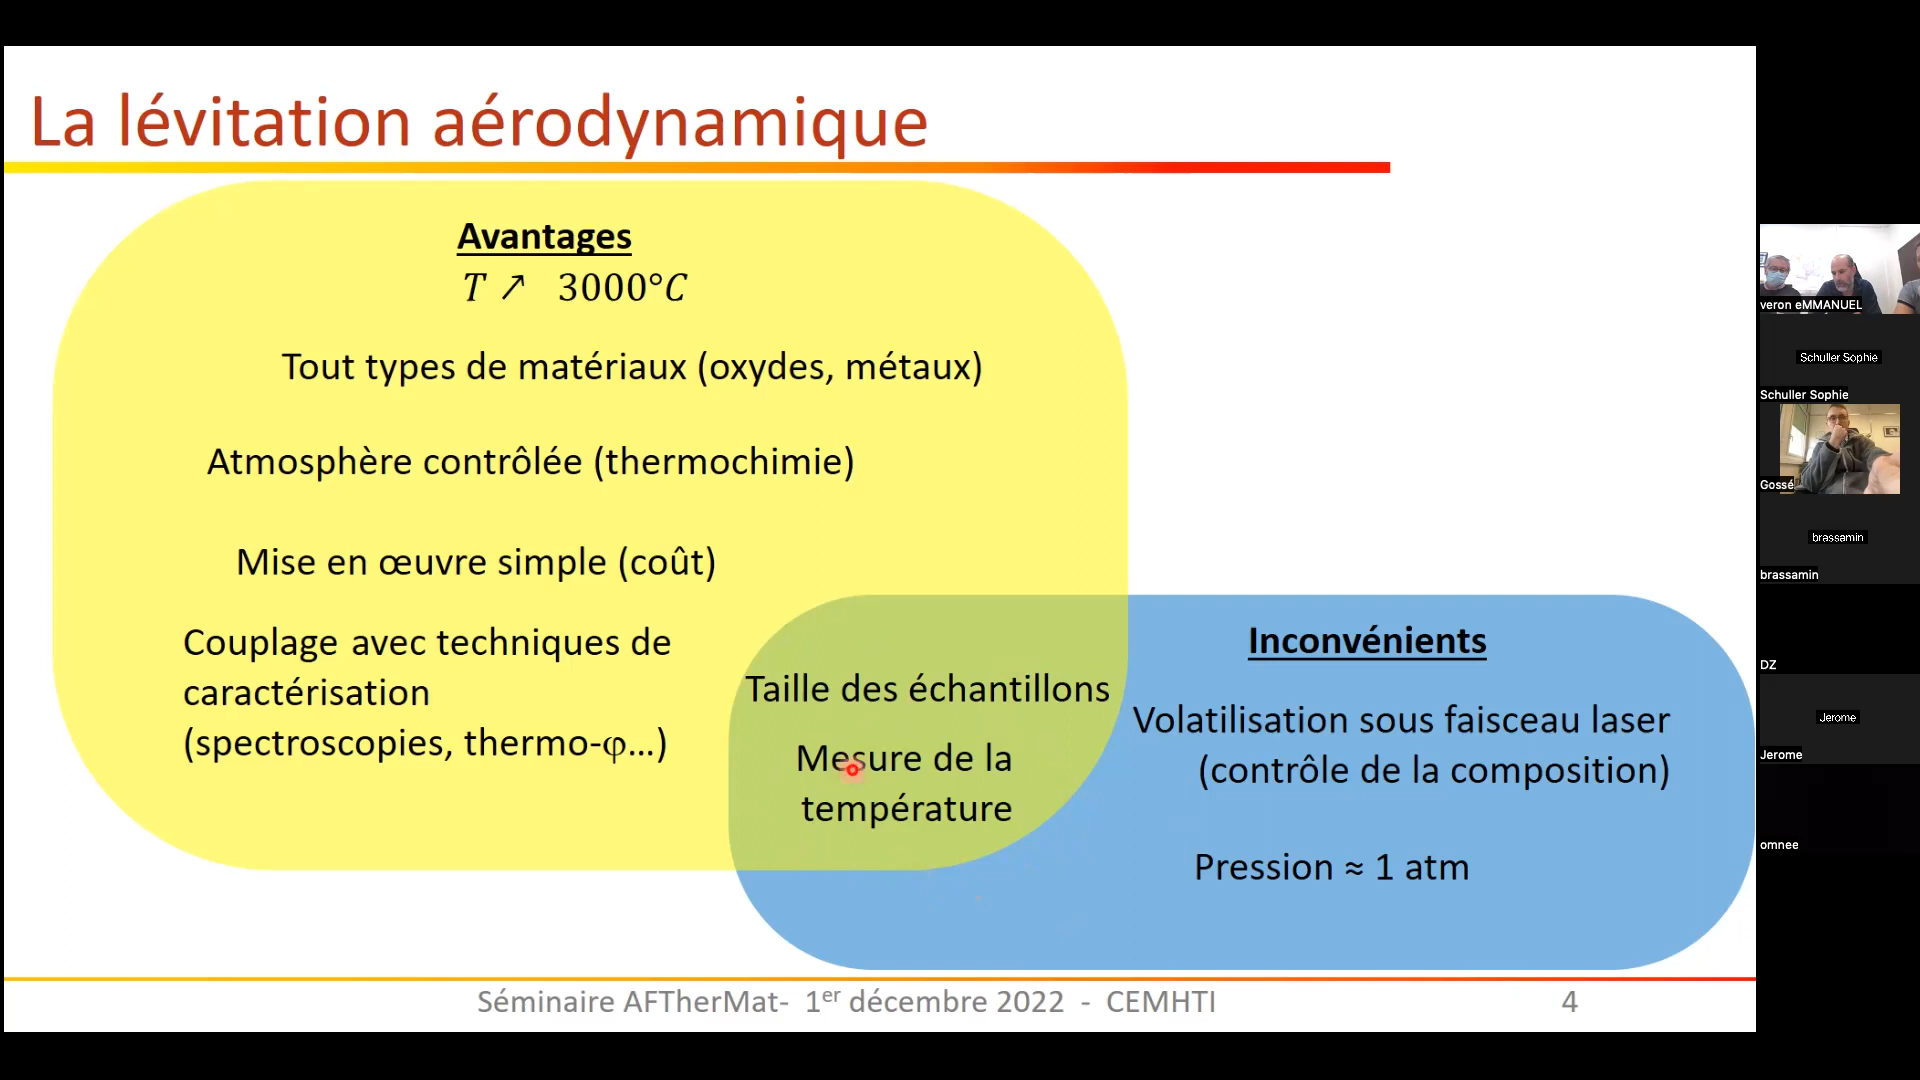 La lévitation aérodynamique
Avantages
T ↗ 3000°C
Tout types de matériaux (oxydes, métaux)
Atmosphère contrôlée (thermochimie)
Mise en œuvre simple (coût)
Couplage avec techniques de
caractérisation
(spectroscopies, thermo-φ...)
Taille des échantillons
Mesure de la
température
Inconvénients
Volatilisation sous faisceau laser
(contrôle de la composition)
Pression ≈ 1 atm
Séminaire AFTherMat- 1er décembre 2022 - CEMHTI
4
veron eMMANUEL
Schuller Sophie
Schuller Sophie
Gossé
brassamin
brassamin
DZ
Jerome
Jerome
omnee